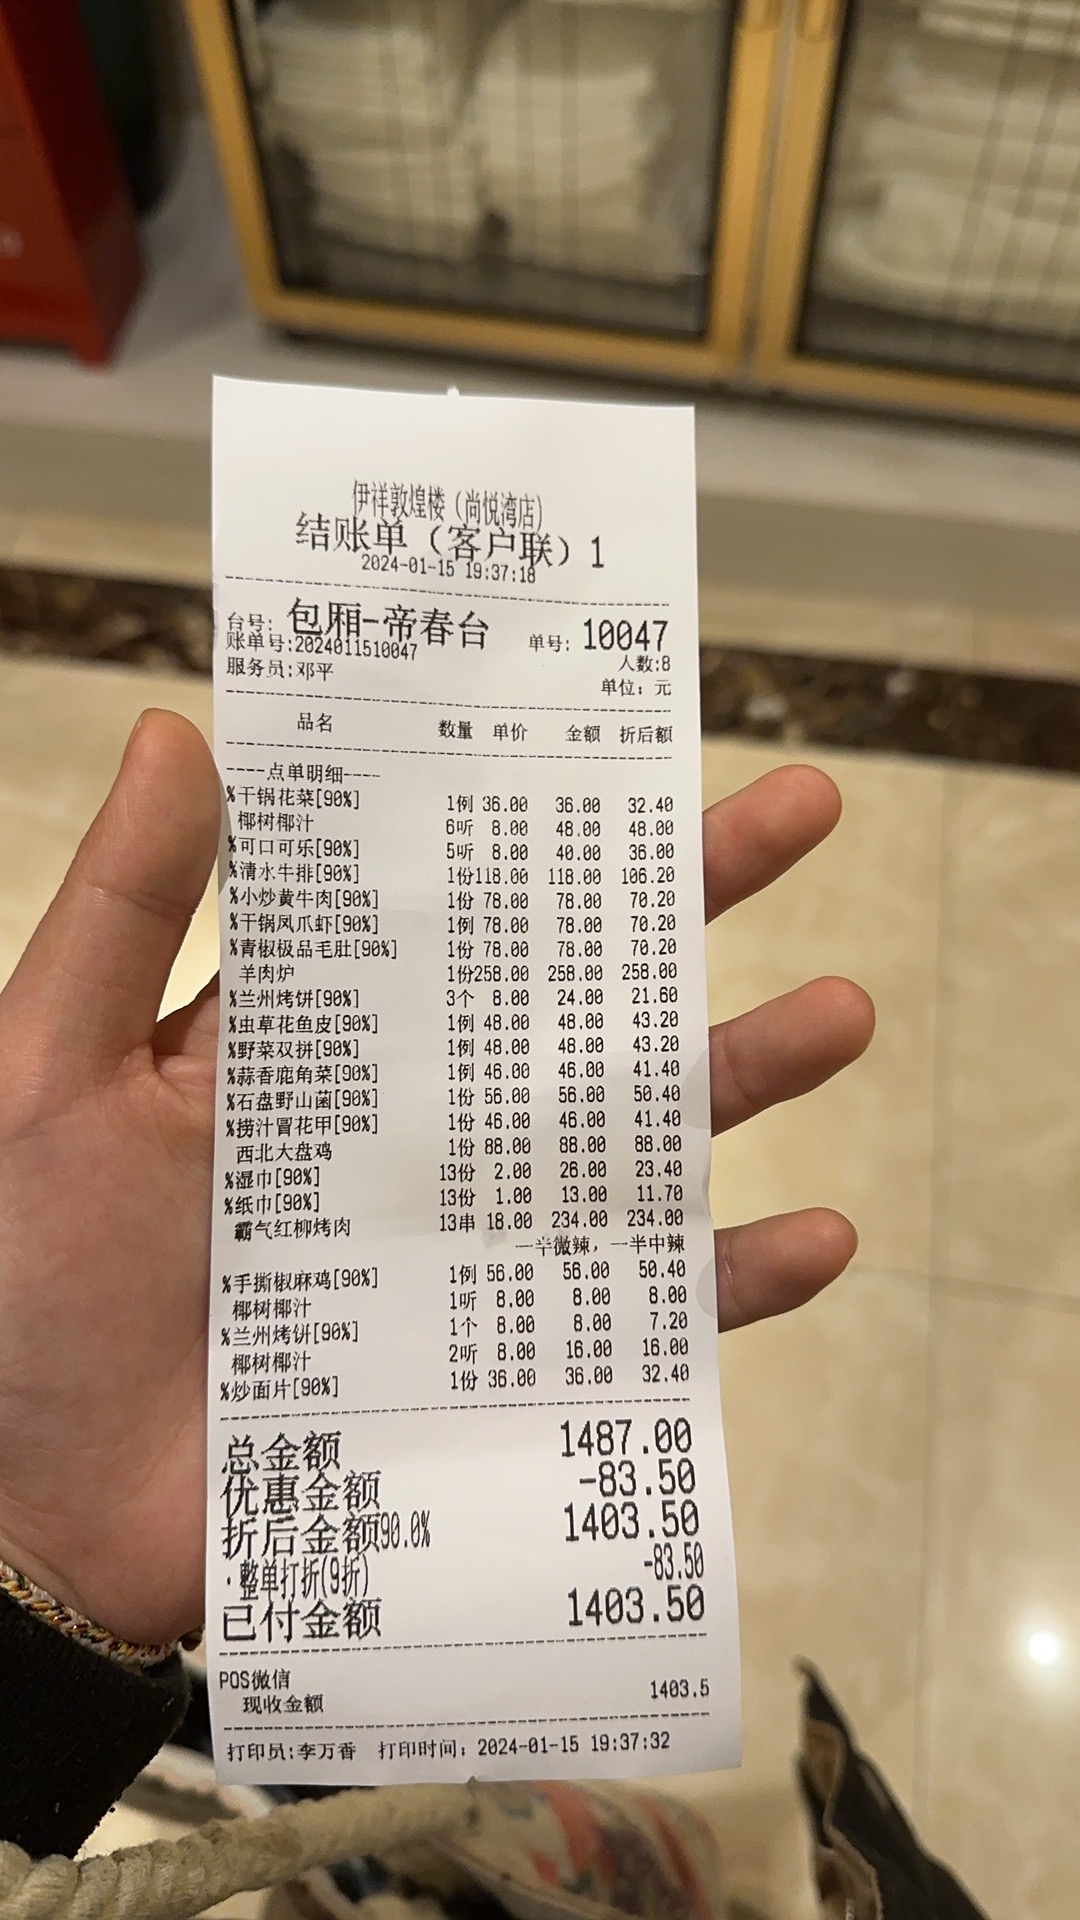 伊祥敦煌楼（尚悦湾店）
结账单（客户联）1
2024-01-15 19:37:18
台号: 包厢-帝春台 单号: 10047
账单号:2024011510047 人数:8
服务员:邓平 单位: 元
品名 数量 单价 金额 折后额
----点单明细----
%干锅花菜[90%] 1例 36.00 36.00 32.40
椰树椰汁 6听 8.00 48.00 48.00
%可口可乐[90%] 5听 8.00 40.00 36.00
%清水牛排[90%] 1份118.00 118.00 106.20
%小炒黄牛肉[90%] 1份 78.00 78.00 70.20
%干锅凤爪虾[90%] 1例 78.00 78.00 70.20
%青椒极品毛肚[90%] 1份 78.00 78.00 70.20
羊肉炉 1份258.00 258.00 258.00
%兰州烤饼[90%] 3个 8.00 24.00 21.60
%虫草花鱼皮[90%] 1例 48.00 48.00 43.20
%野菜双拼[90%] 1例 48.00 48.00 43.20
%蒜香鹿角菜[90%] 1例 46.00 46.00 41.40
%石盘野山菌[90%] 1份 56.00 56.00 50.40
%捞汁冒花甲[90%] 1份 46.00 46.00 41.40
西北大盘鸡 1份 88.00 88.00 88.00
%湿巾[90%] 13份 2.00 26.00 23.40
%纸巾[90%] 13份 1.00 13.00 11.70
霸气红柳烤肉 13串 18.00 234.00 234.00
一半微辣，一半中辣
%手撕椒麻鸡[90%] 1例 56.00 56.00 50.40
椰树椰汁 1听 8.00 8.00 8.00
%兰州烤饼[90%] 1个 8.00 8.00 7.20
椰树椰汁 2听 8.00 16.00 16.00
%炒面片[90%] 1份 36.00 36.00 32.40
总金额 1487.00
优惠金额 -83.50
折后金额90.0% 1403.50
·整单打折(9折) -83.50
已付金额 1403.50
POS微信
现收金额 1403.5
打印员:李万香 打印时间: 2024-01-15 19:37:32